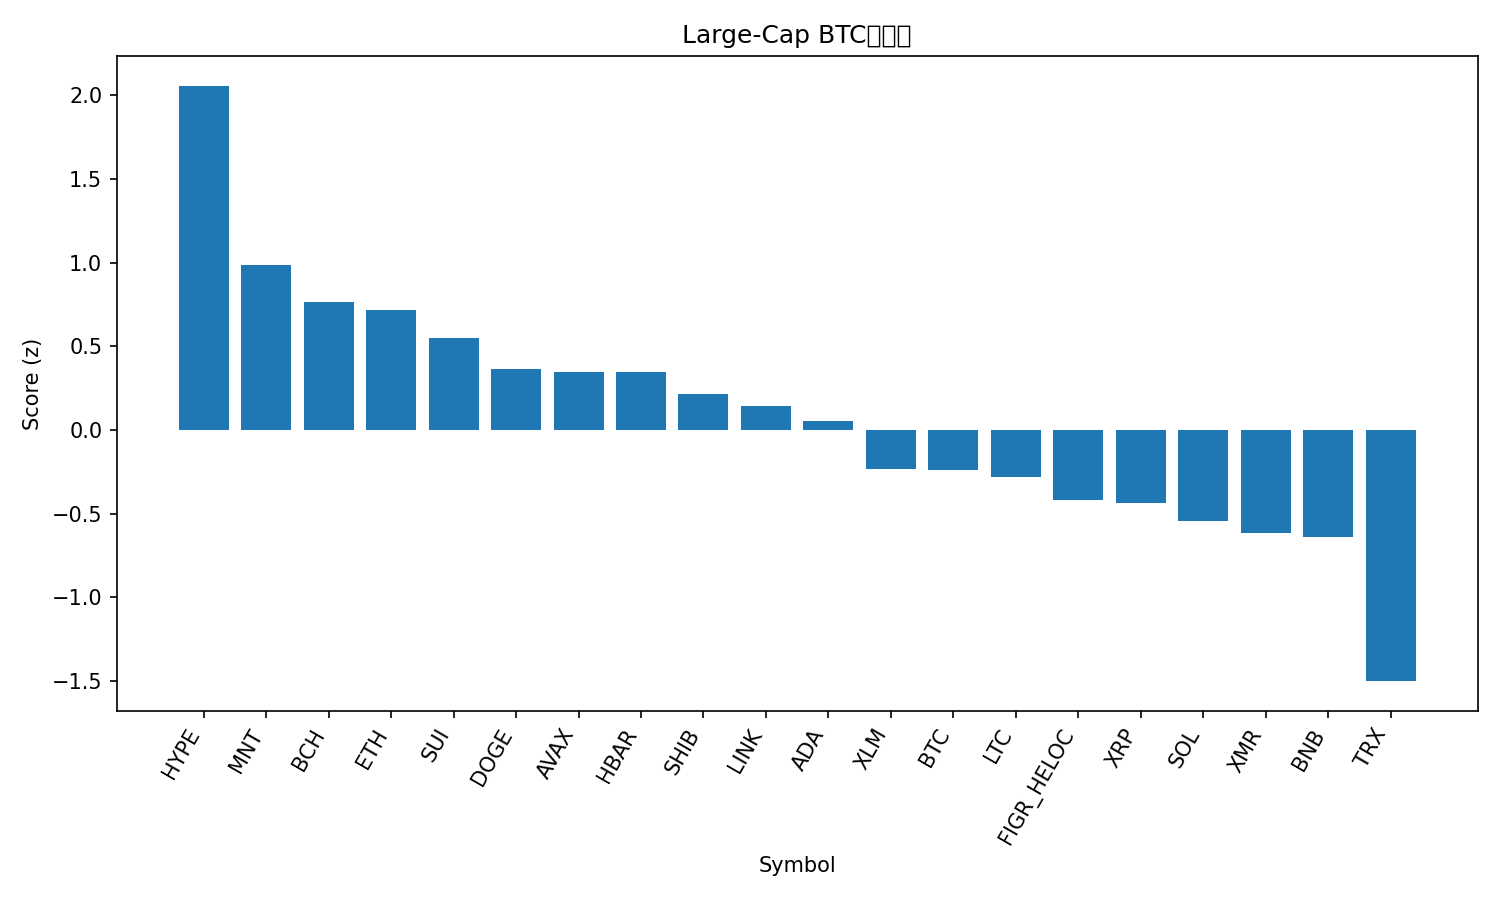 Large-Cap BTC
Score (z)
2.0
1.5
1.0
0.5
0.0
−0.5
−1.0
−1.5
HYPE
MNT
BCH
ETH
SUI
DOGE
AVAX
HBAR
SHIB
LINK
ADA
XLM
BTC
LTC
FIGR_HELOC
XRP
SOL
XMR
BNB
TRX
Symbol